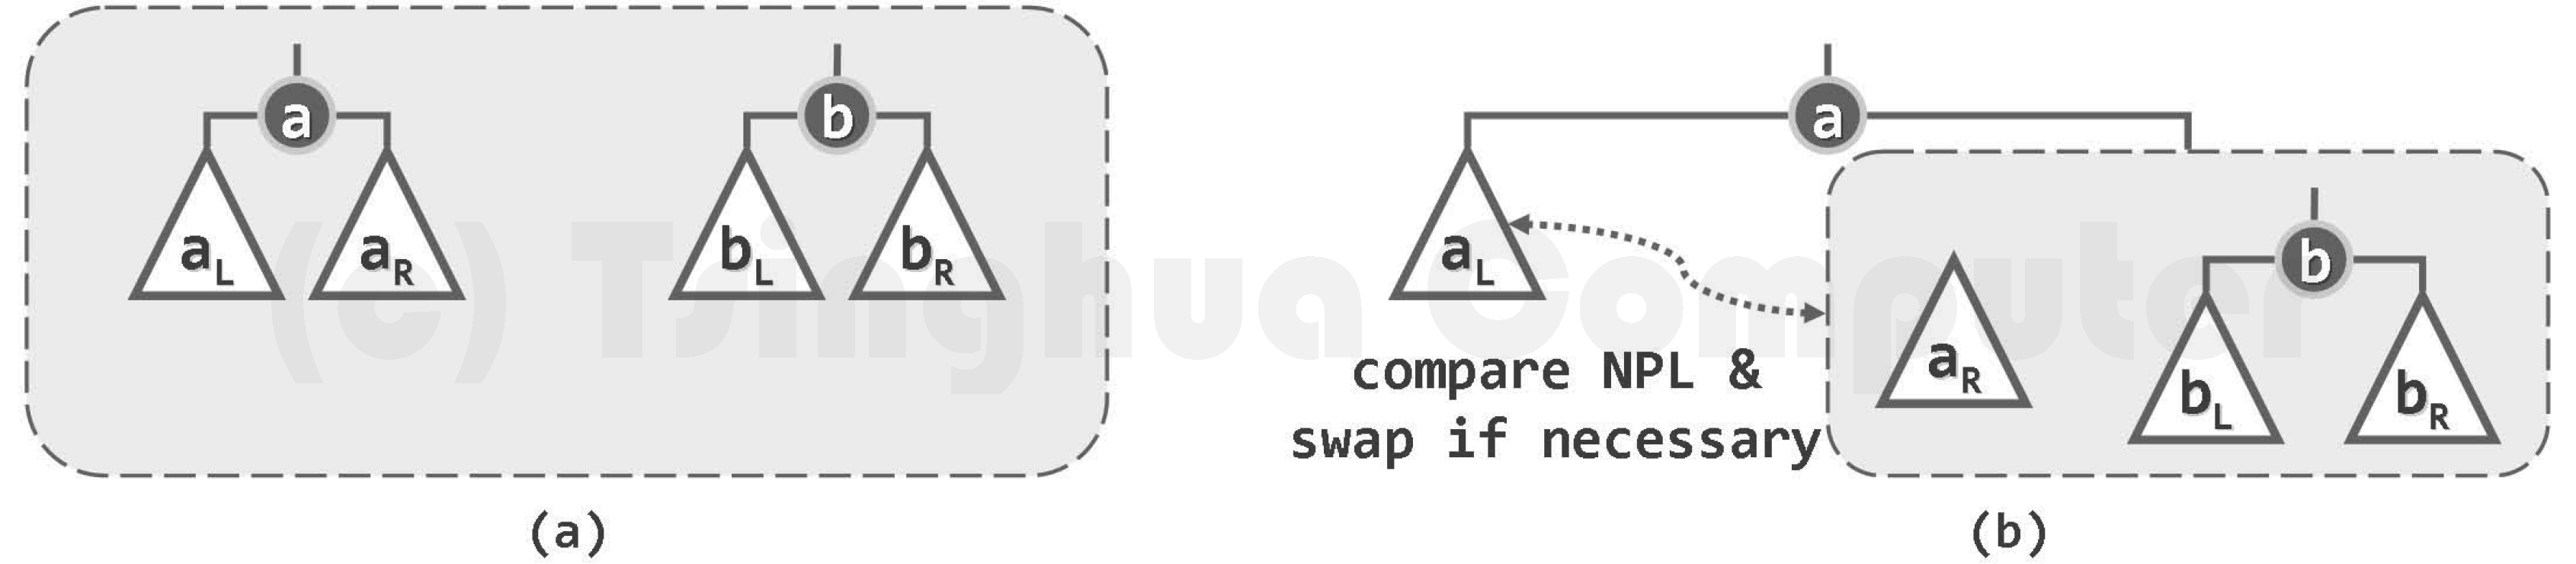 a
b
a_L
a_R
b_L
b_R
(a)
a
a_L
compare NPL &
swap if necessary
a_R
b
b_L
b_R
(b)
(c) Tsinghua Computer